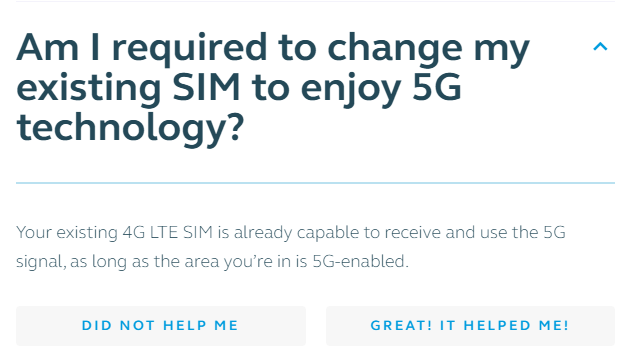 Am I required to change my
existing SIM to enjoy 5G
technology?
Your existing 4G LTE SIM is already capable to receive and use the 5G
signal, as long as the area you're in is 5G-enabled.
DID NOT HELP ME
GREAT! IT HELPED ME!